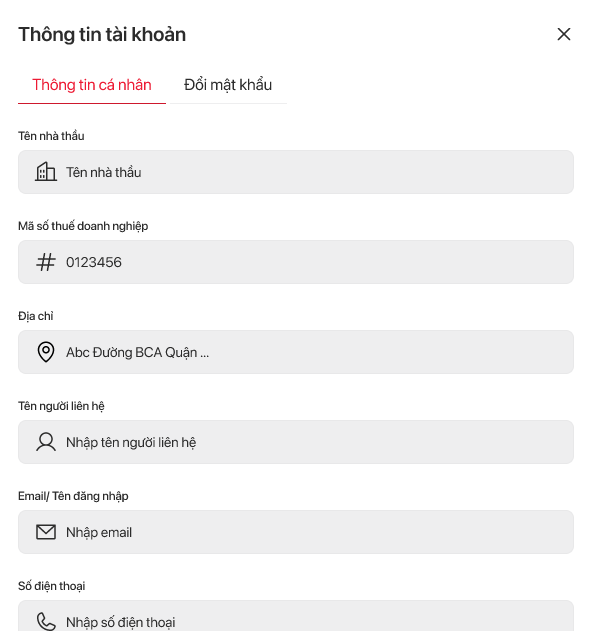 Thông tin tài khoản
Thông tin cá nhân
Đổi mật khẩu
Tên nhà thầu
Tên nhà thầu
Mã số thuế doanh nghiệp
0123456
Địa chỉ
Abc Đường BCA Quận ...
Tên người liên hệ
Nhập tên người liên hệ
Email/ Tên đăng nhập
Nhập email
Số điện thoại
Nhập số điện thoại